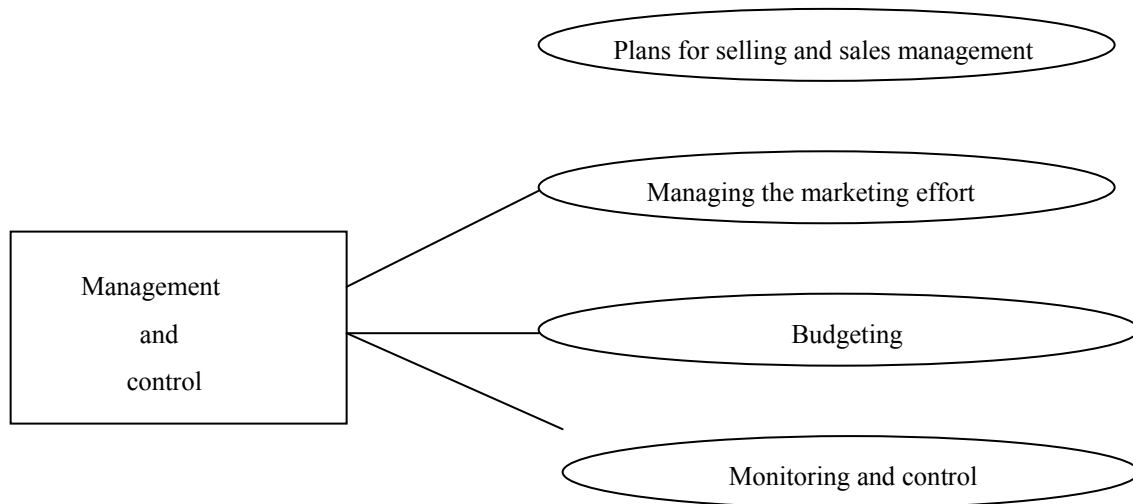 Plans for selling and sales management
Managing the marketing effort
Management
and
control
Budgeting
Monitoring and control